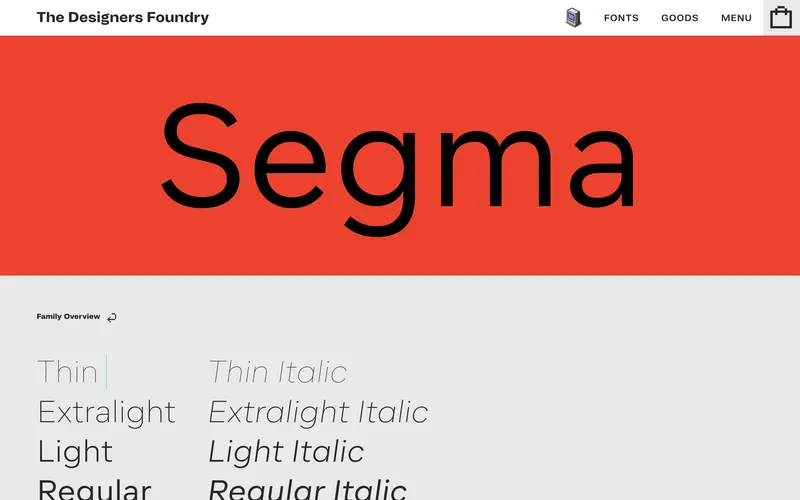 The Designers Foundry
FONTS GOODS MENU
Segma
Family Overview
Thin Thin Italic
Extralight Extralight Italic
Light Light Italic
Regular Regular Italic